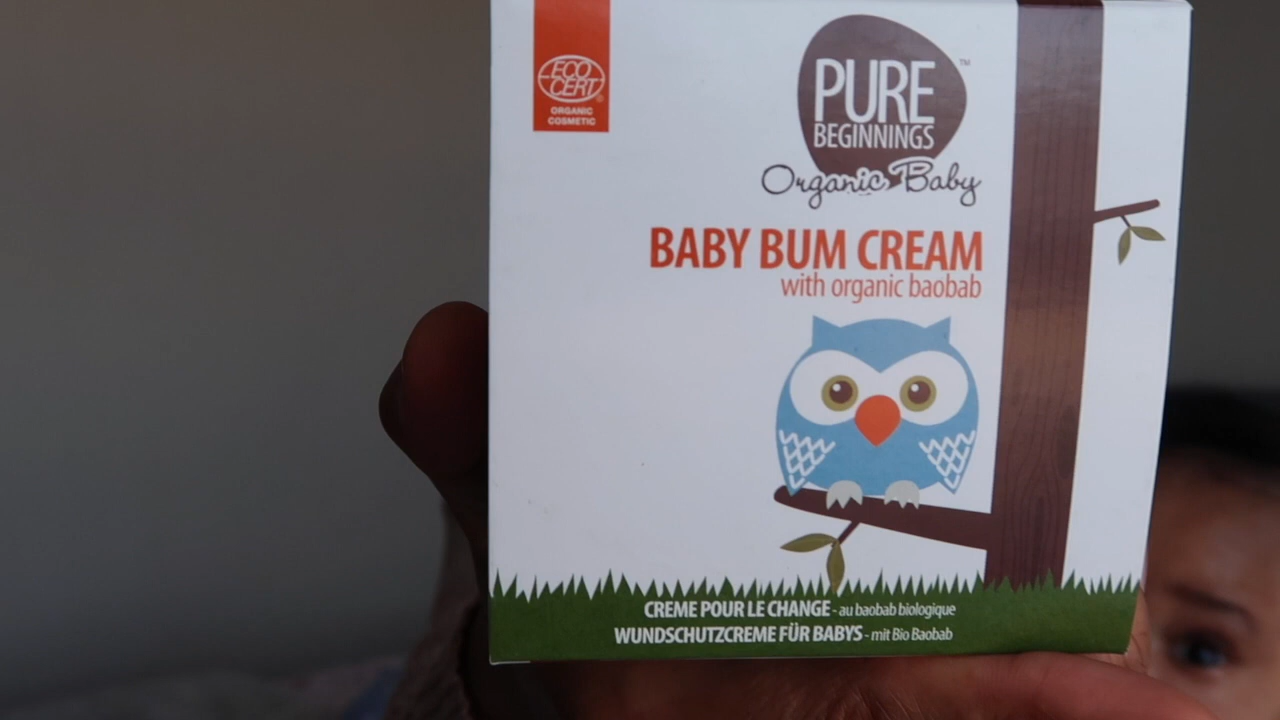 ECO
CERT®
ORGANIC
COSMETIC
PURE™
BEGINNINGS
Organic Baby
BABY BUM CREAM
with organic baobab
CREME POUR LE CHANGE - au baobab biologique
WUNDSCHUTZCREME FÜR BABYS - mit Bio Baobab